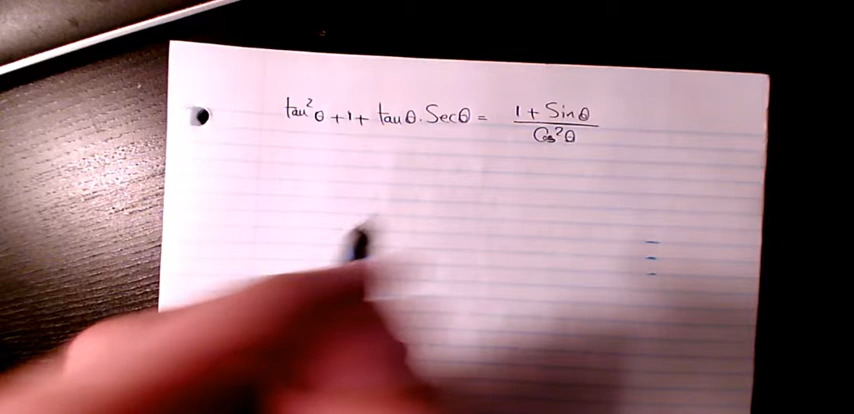 tan²θ + 1 + tanθ . Secθ = (1 + Sinθ) / (Cos²θ)